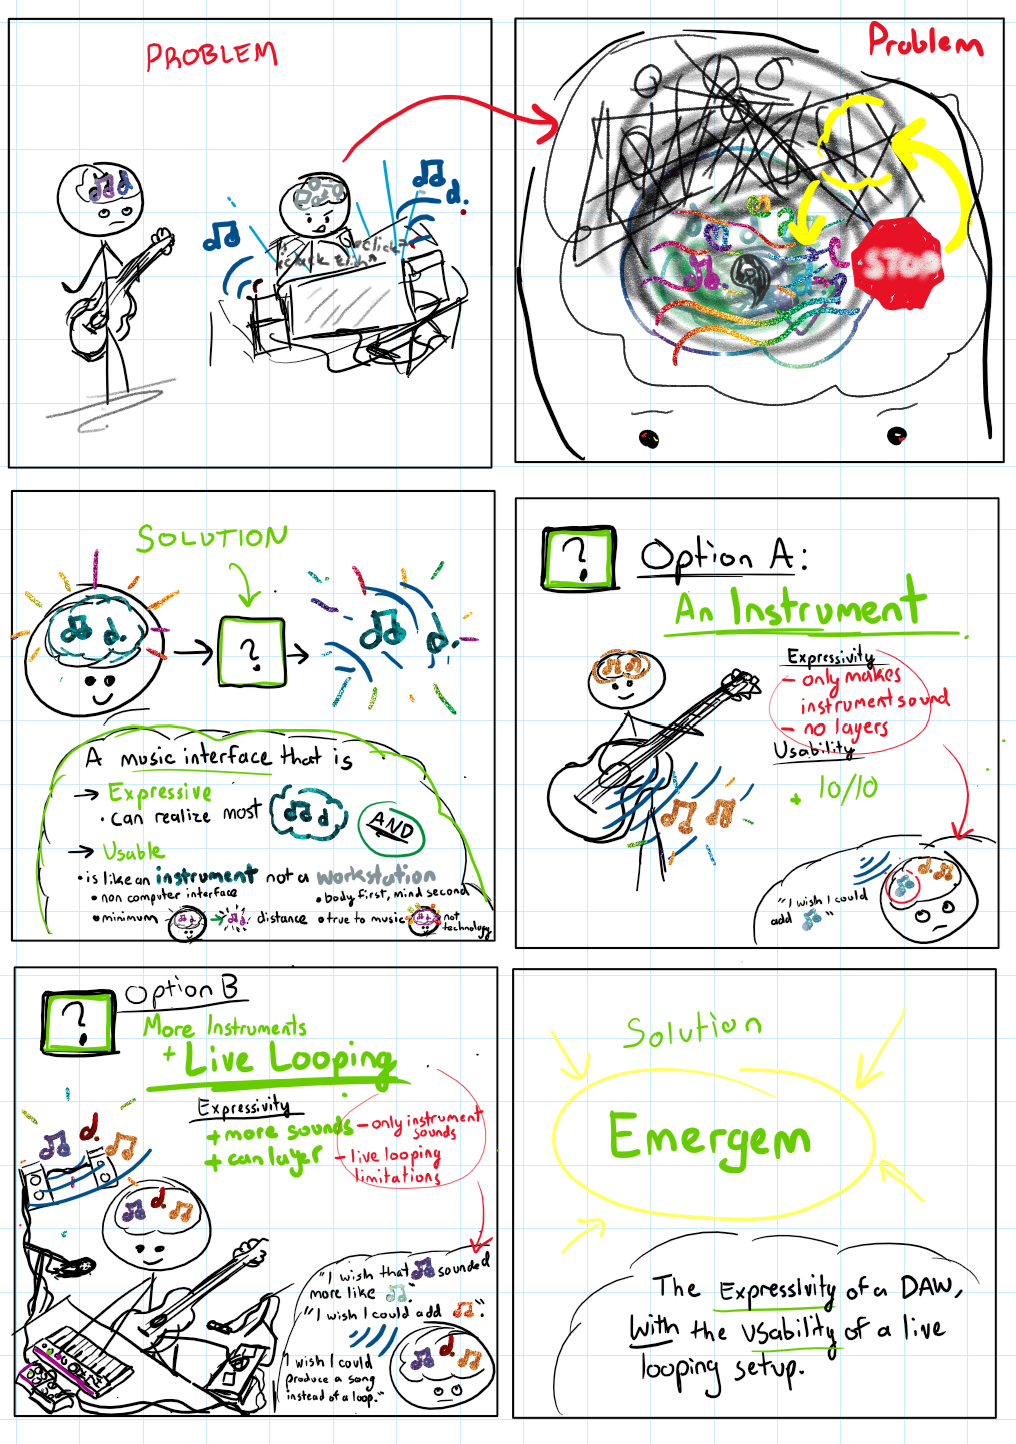 PROBLEM
Problem
STOP
SOLUTION
?
A music interface that is
→ Expressive
• can realize most
AND
→ Usable
• is like an instrument not a workstation
• non computer interface
• body first, mind second
• minimum → distance
• true to music not technology
?
Option A:
An Instrument
Expressivity
- only makes
instrument sound
- no layers
Usability
+ 10/10
"I wish I could
add "
?
Option B
More Instruments
+ Live Looping
Expressivity
+ more sounds
+ can layer
- only instrument
sounds
- live looping
limitations
"I wish that sounded
more like ."
"I wish I could add ".
"I wish I could
produce a song
instead of a loop."
Solution
Emergem
The Expressivity of a DAW,
with the usability of a live
looping setup.